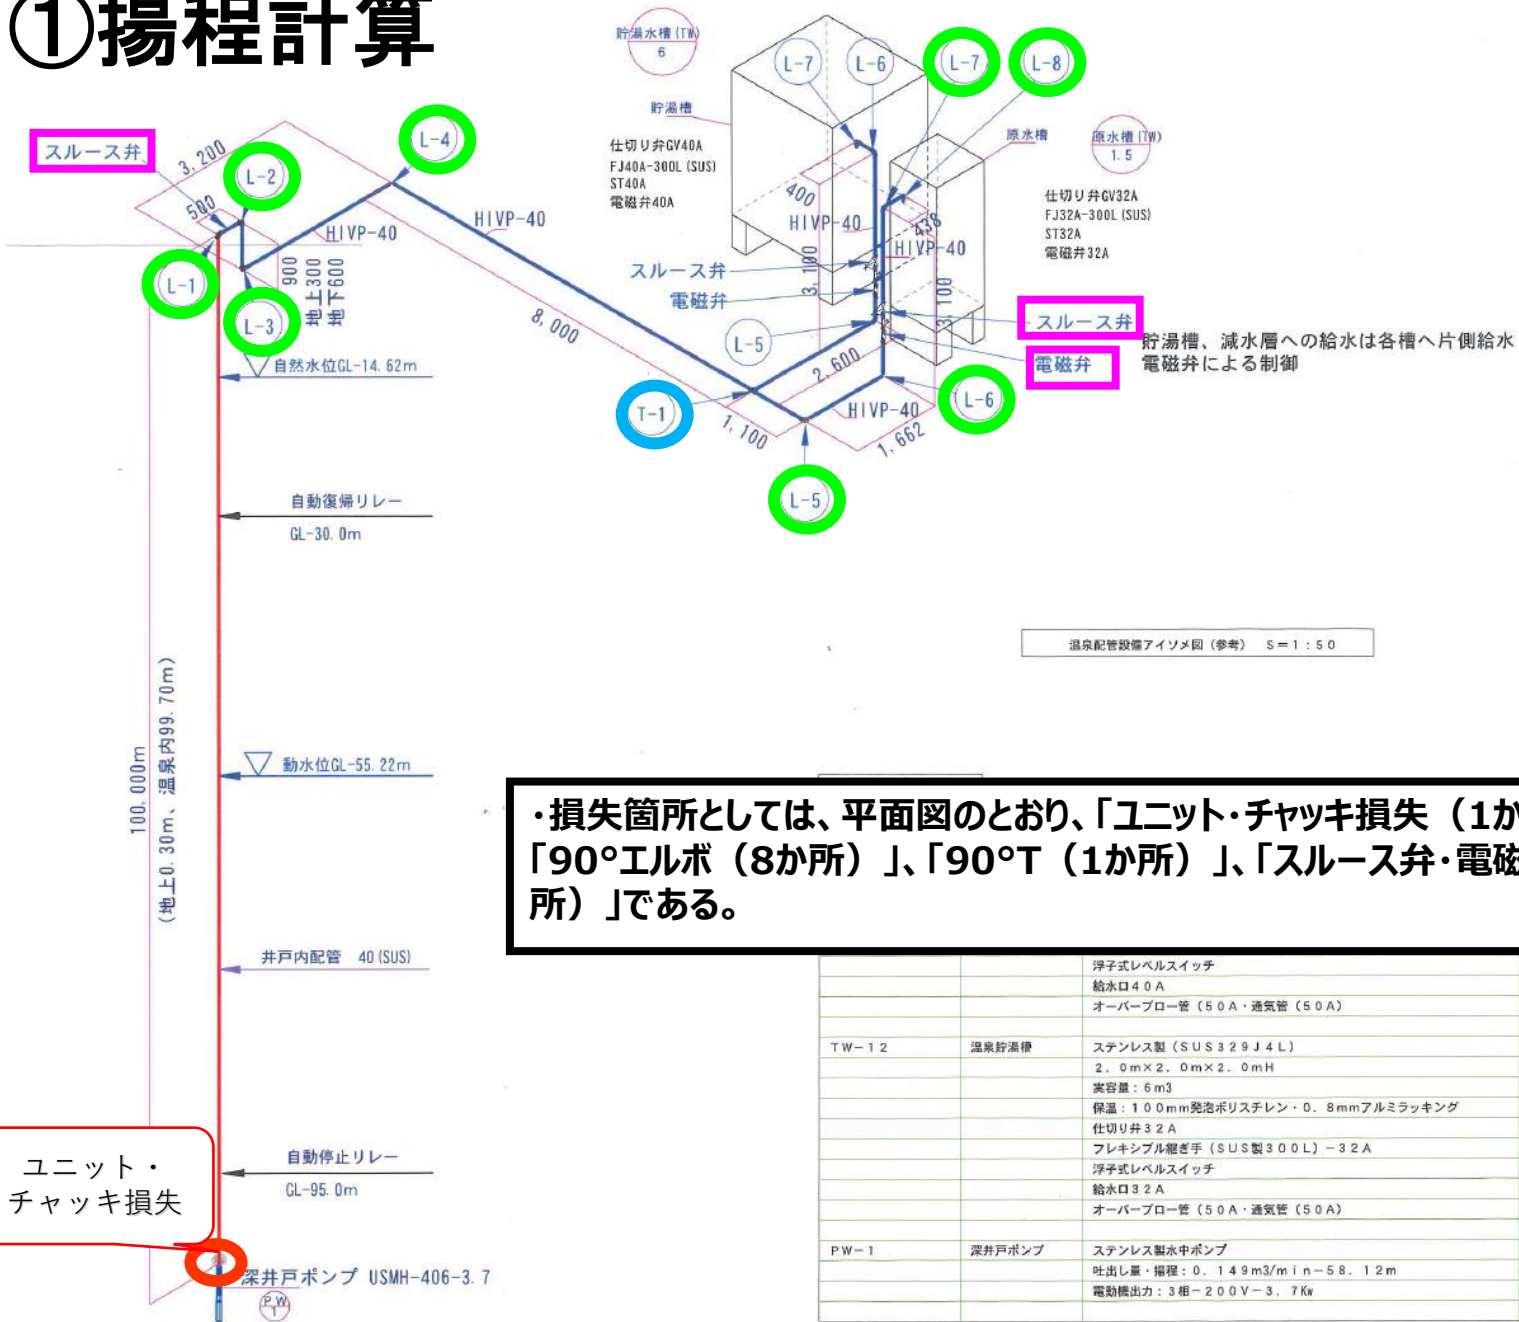 ①揚程計算
貯湯水槽(TW)
6
貯湯槽
仕切り弁GV40A
FJ40A-300L(SUS)
ST40A
電磁弁40A
L-7
L-6
L-7
L-8
原水槽
原水槽(TW)
1.5
仕切り弁GV32A
FJ32A-300L(SUS)
ST32A
電磁弁32A
スルース弁
3,200
L-2
L-4
500
HIVP-40
HIVP-40
L-1
L-3
900
地上300
地下600
8,000
400
HIVP-40
438
HIVP-40
スルース弁
電磁弁
3,100
3,100
スルース弁
電磁弁
貯湯槽、減水層への給水は各槽へ片側給水
電磁弁による制御
L-5
2,600
T-1
1,100
HIVP-40
L-6
1,662
L-5
自然水位GL-14.62m
自動復帰リレー
GL-30.0m
温泉配管設備アイソメ図(参考) S=1:50
100,000m
(地上0.30m、温泉内99.70m)
動水位GL-55.22m
・損失箇所としては、平面図のとおり、「ユニット・チャッキ損失(1か
「90°エルボ(8か所)」、「90°T(1か所)」、「スルース弁・電磁
所)」である。
井戸内配管 40(SUS)
浮子式レベルスイッチ
給水口40A
オーバーブロー管(50A・通気管(50A)
TW-12 温泉貯湯槽 ステンレス製(SUS329J4L)
2.0m×2.0m×2.0mH
実容量:6m3
保温:100mm発泡ポリスチレン・0.8mmアルミラッキング
仕切り弁32A
フレキシブル継ぎ手(SUS製300L)-32A
浮子式レベルスイッチ
給水口32A
オーバーブロー管(50A・通気管(50A)
PW-1 深井戸ポンプ ステンレス製水中ポンプ
吐出し量・揚程:0.149m3/min-58.12m
電動機出力:3相-200V-3.7Kw
自動停止リレー
GL-95.0m
ユニット・
チャッキ損失
深井戸ポンプ USMH-406-3.7
PW
1